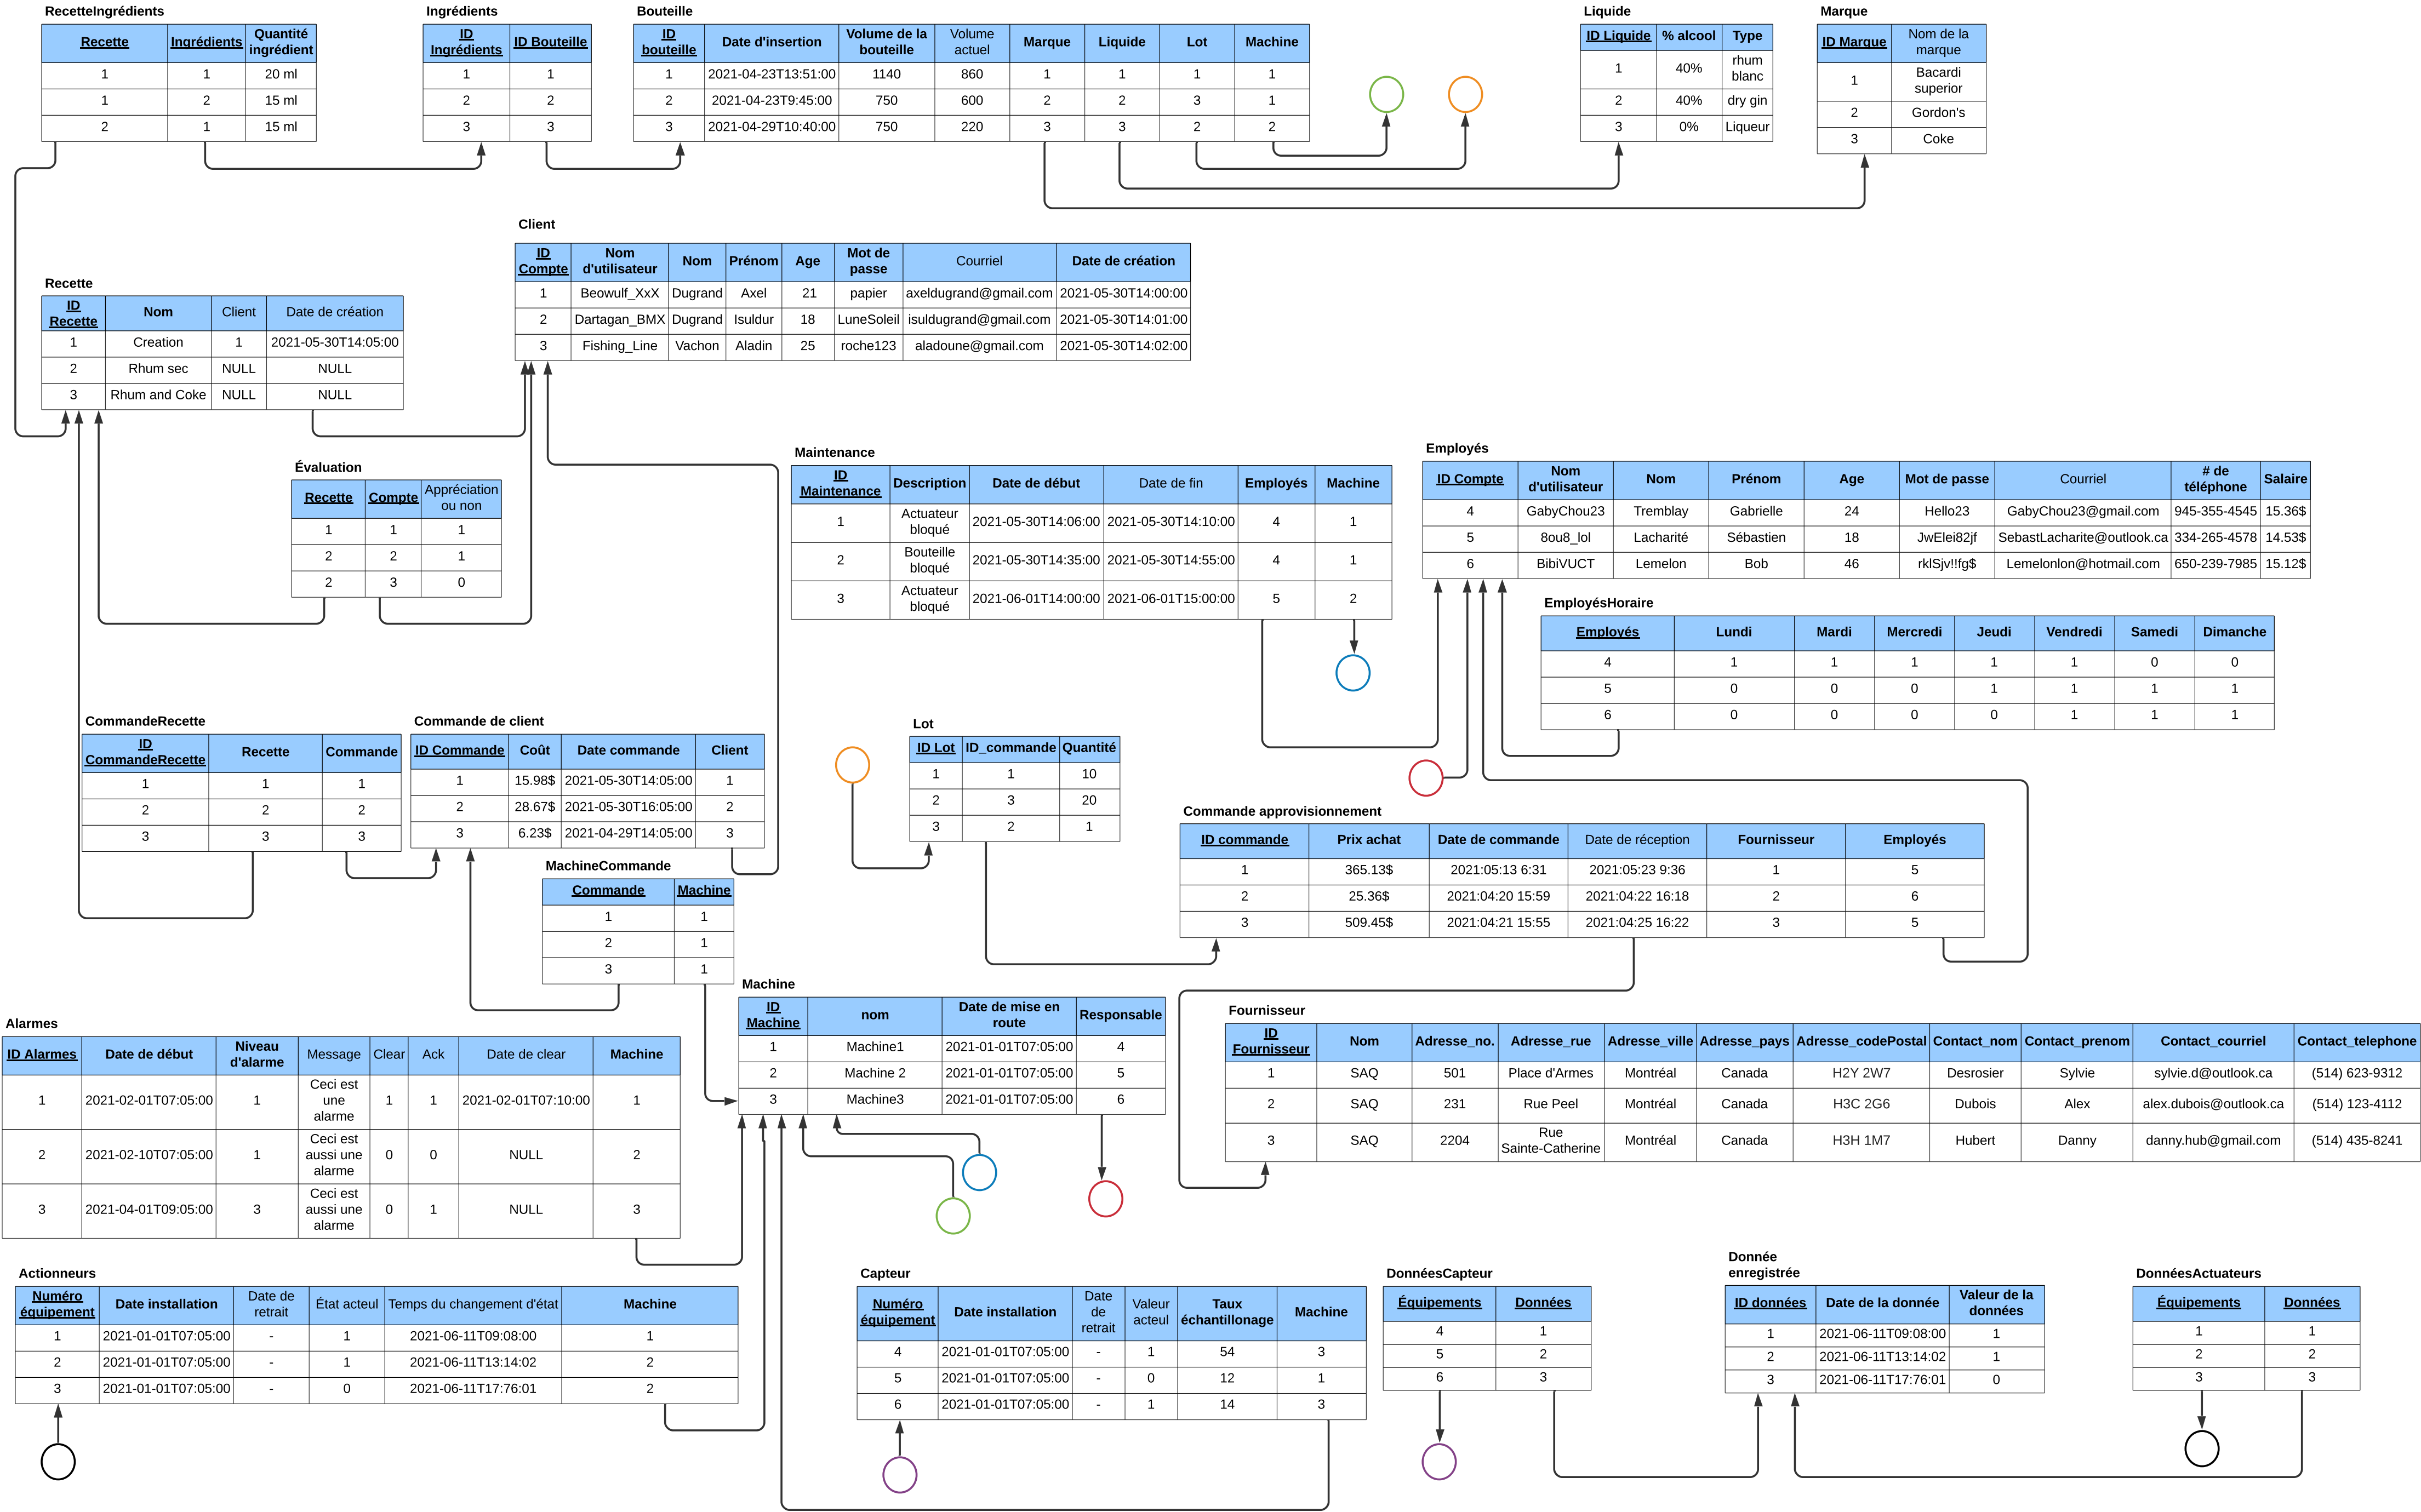 RecetteIngrédients
Recette Ingrédients Quantité ingrédient
1 1 20 ml
1 2 15 ml
2 1 15 ml
Ingrédients
ID Ingrédients ID Bouteille
1 1
2 2
3 3
Bouteille
ID bouteille Date d'insertion Volume de la bouteille Volume actuel Marque Liquide Lot Machine
1 2021-04-23T13:51:00 1140 860 1 1 1 1
2 2021-04-23T9:45:00 750 600 2 2 3 1
3 2021-04-29T10:40:00 750 220 3 3 2 2
Liquide
ID Liquide % alcool Type
1 40% rhum blanc
2 40% dry gin
3 0% Liqueur
Marque
ID Marque Nom de la marque
1 Bacardi superior
2 Gordon's
3 Coke
Client
ID Compte Nom d'utilisateur Nom Prénom Age Mot de passe Courriel Date de création
1 Beowulf_XxX Dugrand Axel 21 papier axeldugrand@gmail.com 2021-05-30T14:00:00
2 Dartagan_BMX Dugrand Isuldur 18 LuneSoleil isuldugrand@gmail.com 2021-05-30T14:01:00
3 Fishing_Line Vachon Aladin 25 roche123 aladoune@gmail.com 2021-05-30T14:02:00
Recette
ID Recette Nom Client Date de création
1 Creation 1 2021-05-30T14:05:00
2 Rhum sec NULL NULL
3 Rhum and Coke NULL NULL
Évaluation
Recette Compte Appréciation ou non
1 1 1
2 2 1
2 3 0
Maintenance
ID Maintenance Description Date de début Date de fin Employés Machine
1 Actuateur bloqué 2021-05-30T14:06:00 2021-05-30T14:10:00 4 1
2 Bouteille bloqué 2021-05-30T14:35:00 2021-05-30T14:55:00 4 1
3 Actuateur bloqué 2021-06-01T14:00:00 2021-06-01T15:00:00 5 2
Employés
ID Compte Nom d'utilisateur Nom Prénom Age Mot de passe Courriel # de téléphone Salaire
4 GabyChou23 Tremblay Gabrielle 24 Hello23 GabyChou23@gmail.com 945-355-4545 15.36$
5 8ou8_lol Lacharité Sébastien 18 JwElei82jf SebastLacharite@outlook.ca 334-265-4578 14.53$
6 BibiVUCT Lemelon Bob 46 rklSjv!!fg$ Lemelonlon@hotmail.com 650-239-7985 15.12$
EmployésHoraire
Employés Lundi Mardi Mercredi Jeudi Vendredi Samedi Dimanche
4 1 1 1 1 1 0 0
5 0 0 0 1 1 1 1
6 0 0 0 0 1 1 1
CommandeRecette
ID CommandeRecette Recette Commande
1 1 1
2 2 2
3 3 3
Commande de client
ID Commande Coût Date commande Client
1 15.98$ 2021-05-30T14:05:00 1
2 28.67$ 2021-05-30T16:05:00 2
3 6.23$ 2021-04-29T14:05:00 3
Lot
ID Lot ID_commande Quantité
1 1 10
2 3 20
3 2 1
Commande approvisionnement
ID commande Prix achat Date de commande Date de réception Fournisseur Employés
1 365.13$ 2021:05:13 6:31 2021:05:23 9:36 1 5
2 25.36$ 2021:04:20 15:59 2021:04:22 16:18 2 6
3 509.45$ 2021:04:21 15:55 2021:04:25 16:22 3 5
MachineCommande
Commande Machine
1 1
2 1
3 1
Machine
ID Machine nom Date de mise en route Responsable
1 Machine1 2021-01-01T07:05:00 4
2 Machine 2 2021-01-01T07:05:00 5
3 Machine3 2021-01-01T07:05:00 6
Fournisseur
ID Fournisseur Nom Adresse_no. Adresse_rue Adresse_ville Adresse_pays Adresse_codePostal Contact_nom Contact_prenom Contact_courriel Contact_telephone
1 SAQ 501 Place d'Armes Montréal Canada H2Y 2W7 Desrosier Sylvie sylvie.d@outlook.ca (514) 623-9312
2 SAQ 231 Rue Peel Montréal Canada H3C 2G6 Dubois Alex alex.dubois@outlook.ca (514) 123-4112
3 SAQ 2204 Rue Sainte-Catherine Montréal Canada H3H 1M7 Hubert Danny danny.hub@gmail.com (514) 435-8241
Alarmes
ID Alarmes Date de début Niveau d'alarme Message Clear Ack Date de clear Machine
1 2021-02-01T07:05:00 1 Ceci est une alarme 1 1 2021-02-01T07:10:00 1
2 2021-02-10T07:05:00 1 Ceci est aussi une alarme 0 0 NULL 2
3 2021-04-01T09:05:00 3 Ceci est aussi une alarme 0 1 NULL 3
Actionneurs
Numéro équipement Date installation Date de retrait État acteul Temps du changement d'état Machine
1 2021-01-01T07:05:00 - 1 2021-06-11T09:08:00 1
2 2021-01-01T07:05:00 - 1 2021-06-11T13:14:02 2
3 2021-01-01T07:05:00 - 0 2021-06-11T17:76:01 2
Capteur
Numéro équipement Date installation Date de retrait Valeur acteul Taux échantillonage Machine
4 2021-01-01T07:05:00 - 1 54 3
5 2021-01-01T07:05:00 - 0 12 1
6 2021-01-01T07:05:00 - 1 14 3
DonnéesCapteur
Équipements Données
4 1
5 2
6 3
Donnée enregistrée
ID données Date de la donnée Valeur de la données
1 2021-06-11T09:08:00 1
2 2021-06-11T13:14:02 1
3 2021-06-11T17:76:01 0
DonnéesActuateurs
Équipements Données
1 1
2 2
3 3